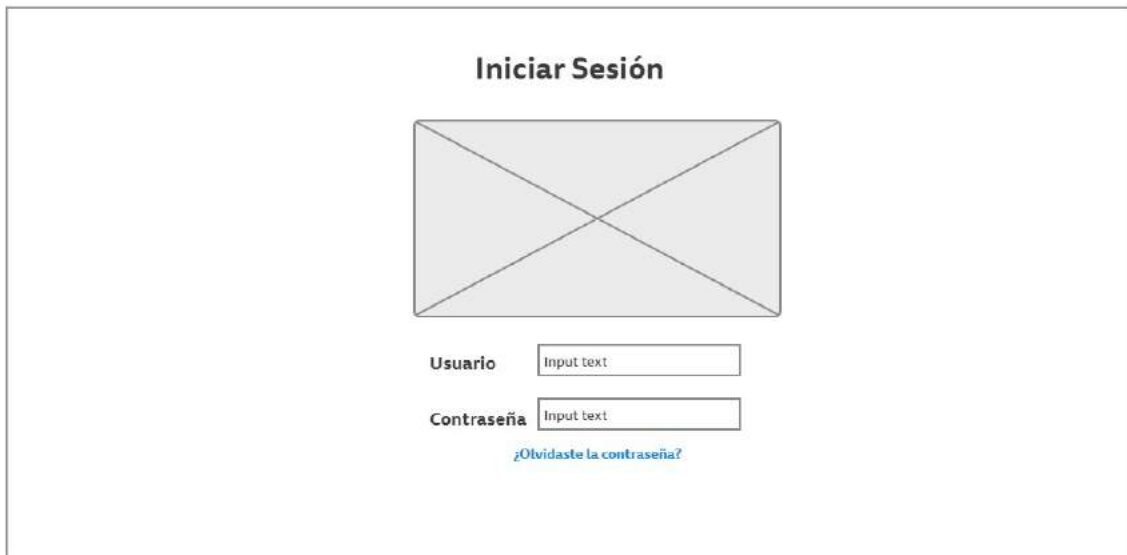 Iniciar Sesión
Usuario Input text
Contraseña Input text
¿Olvidaste la contraseña?